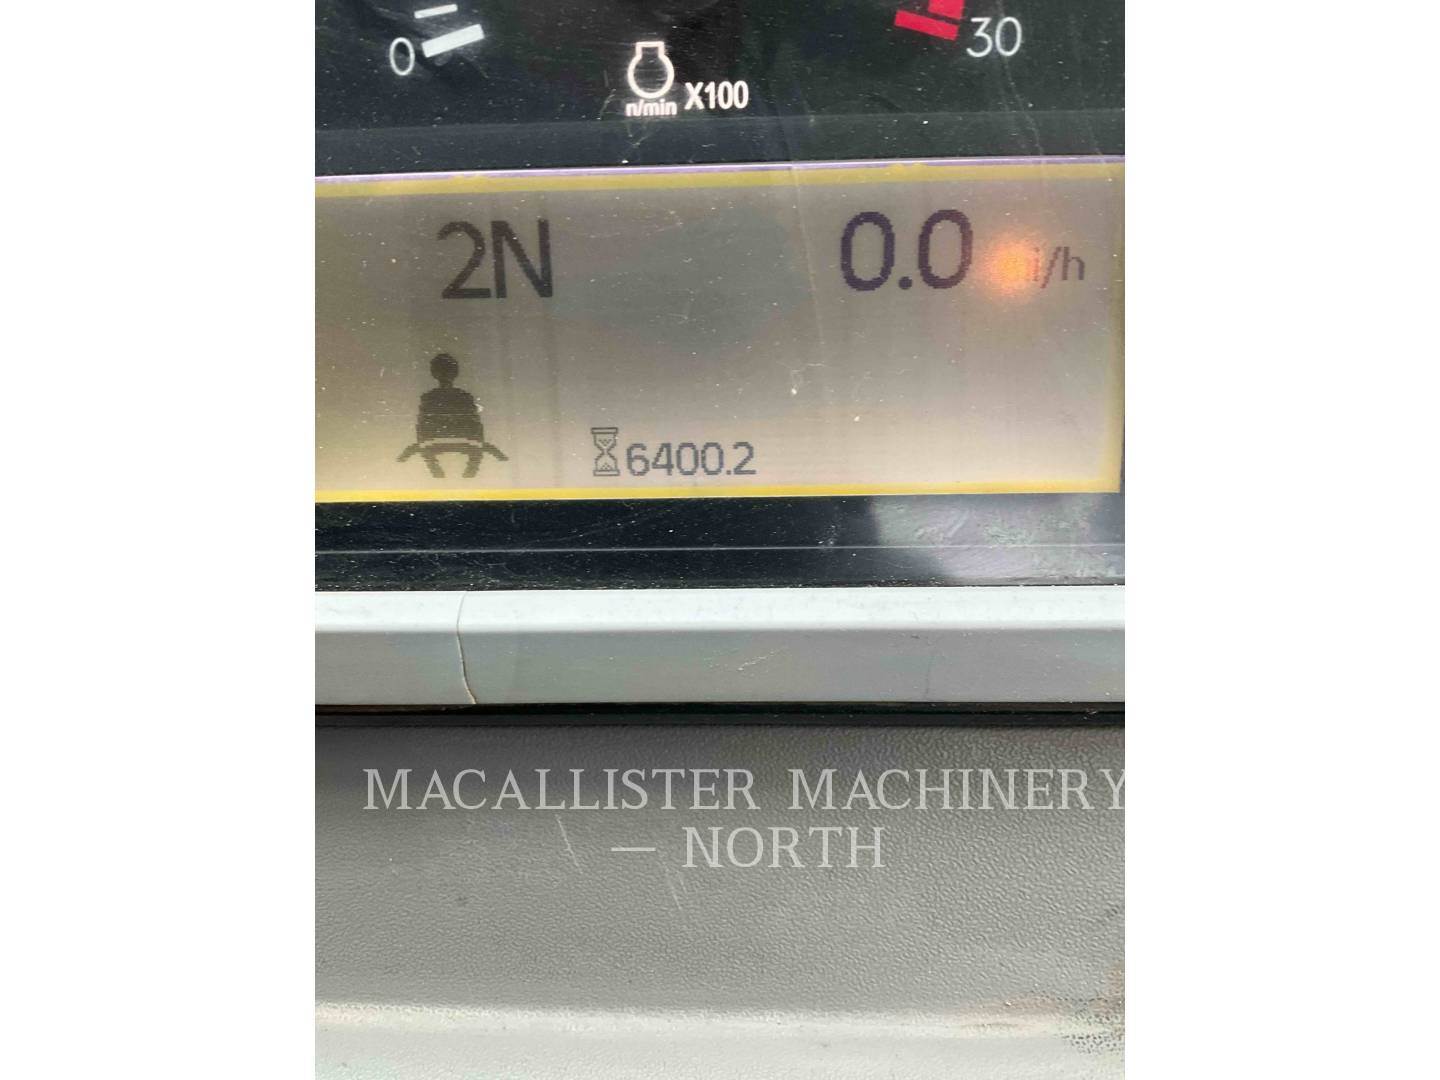 0
30
n/min X100
2N
0.0
i/h
6400.2
MACALLISTER MACHINERY
— NORTH